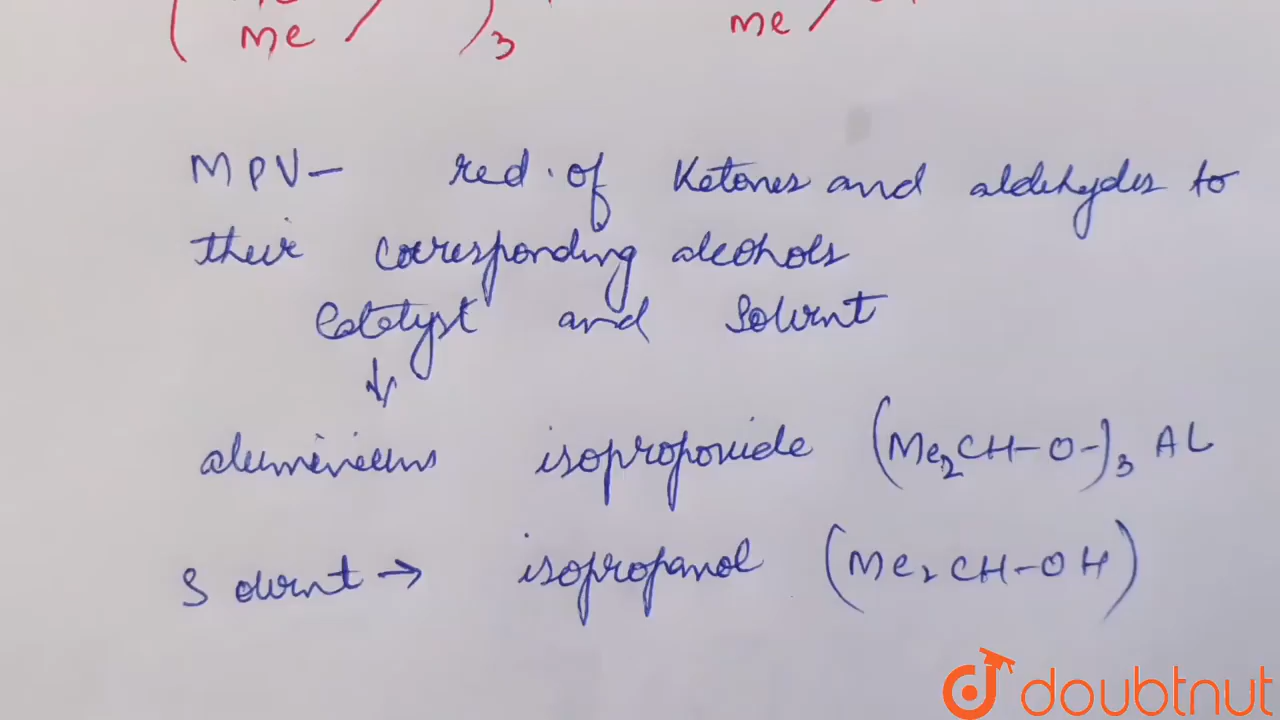 ( me / )3 me /
MPV- red. of Ketones and aldehydes to
their corresponding alcohols
Catalyst and Solvent
↓
aluminium isopropoxide (Me2CH-O-)3 Al
Solvent → isopropanol (Me2CH-OH)
doubtnut